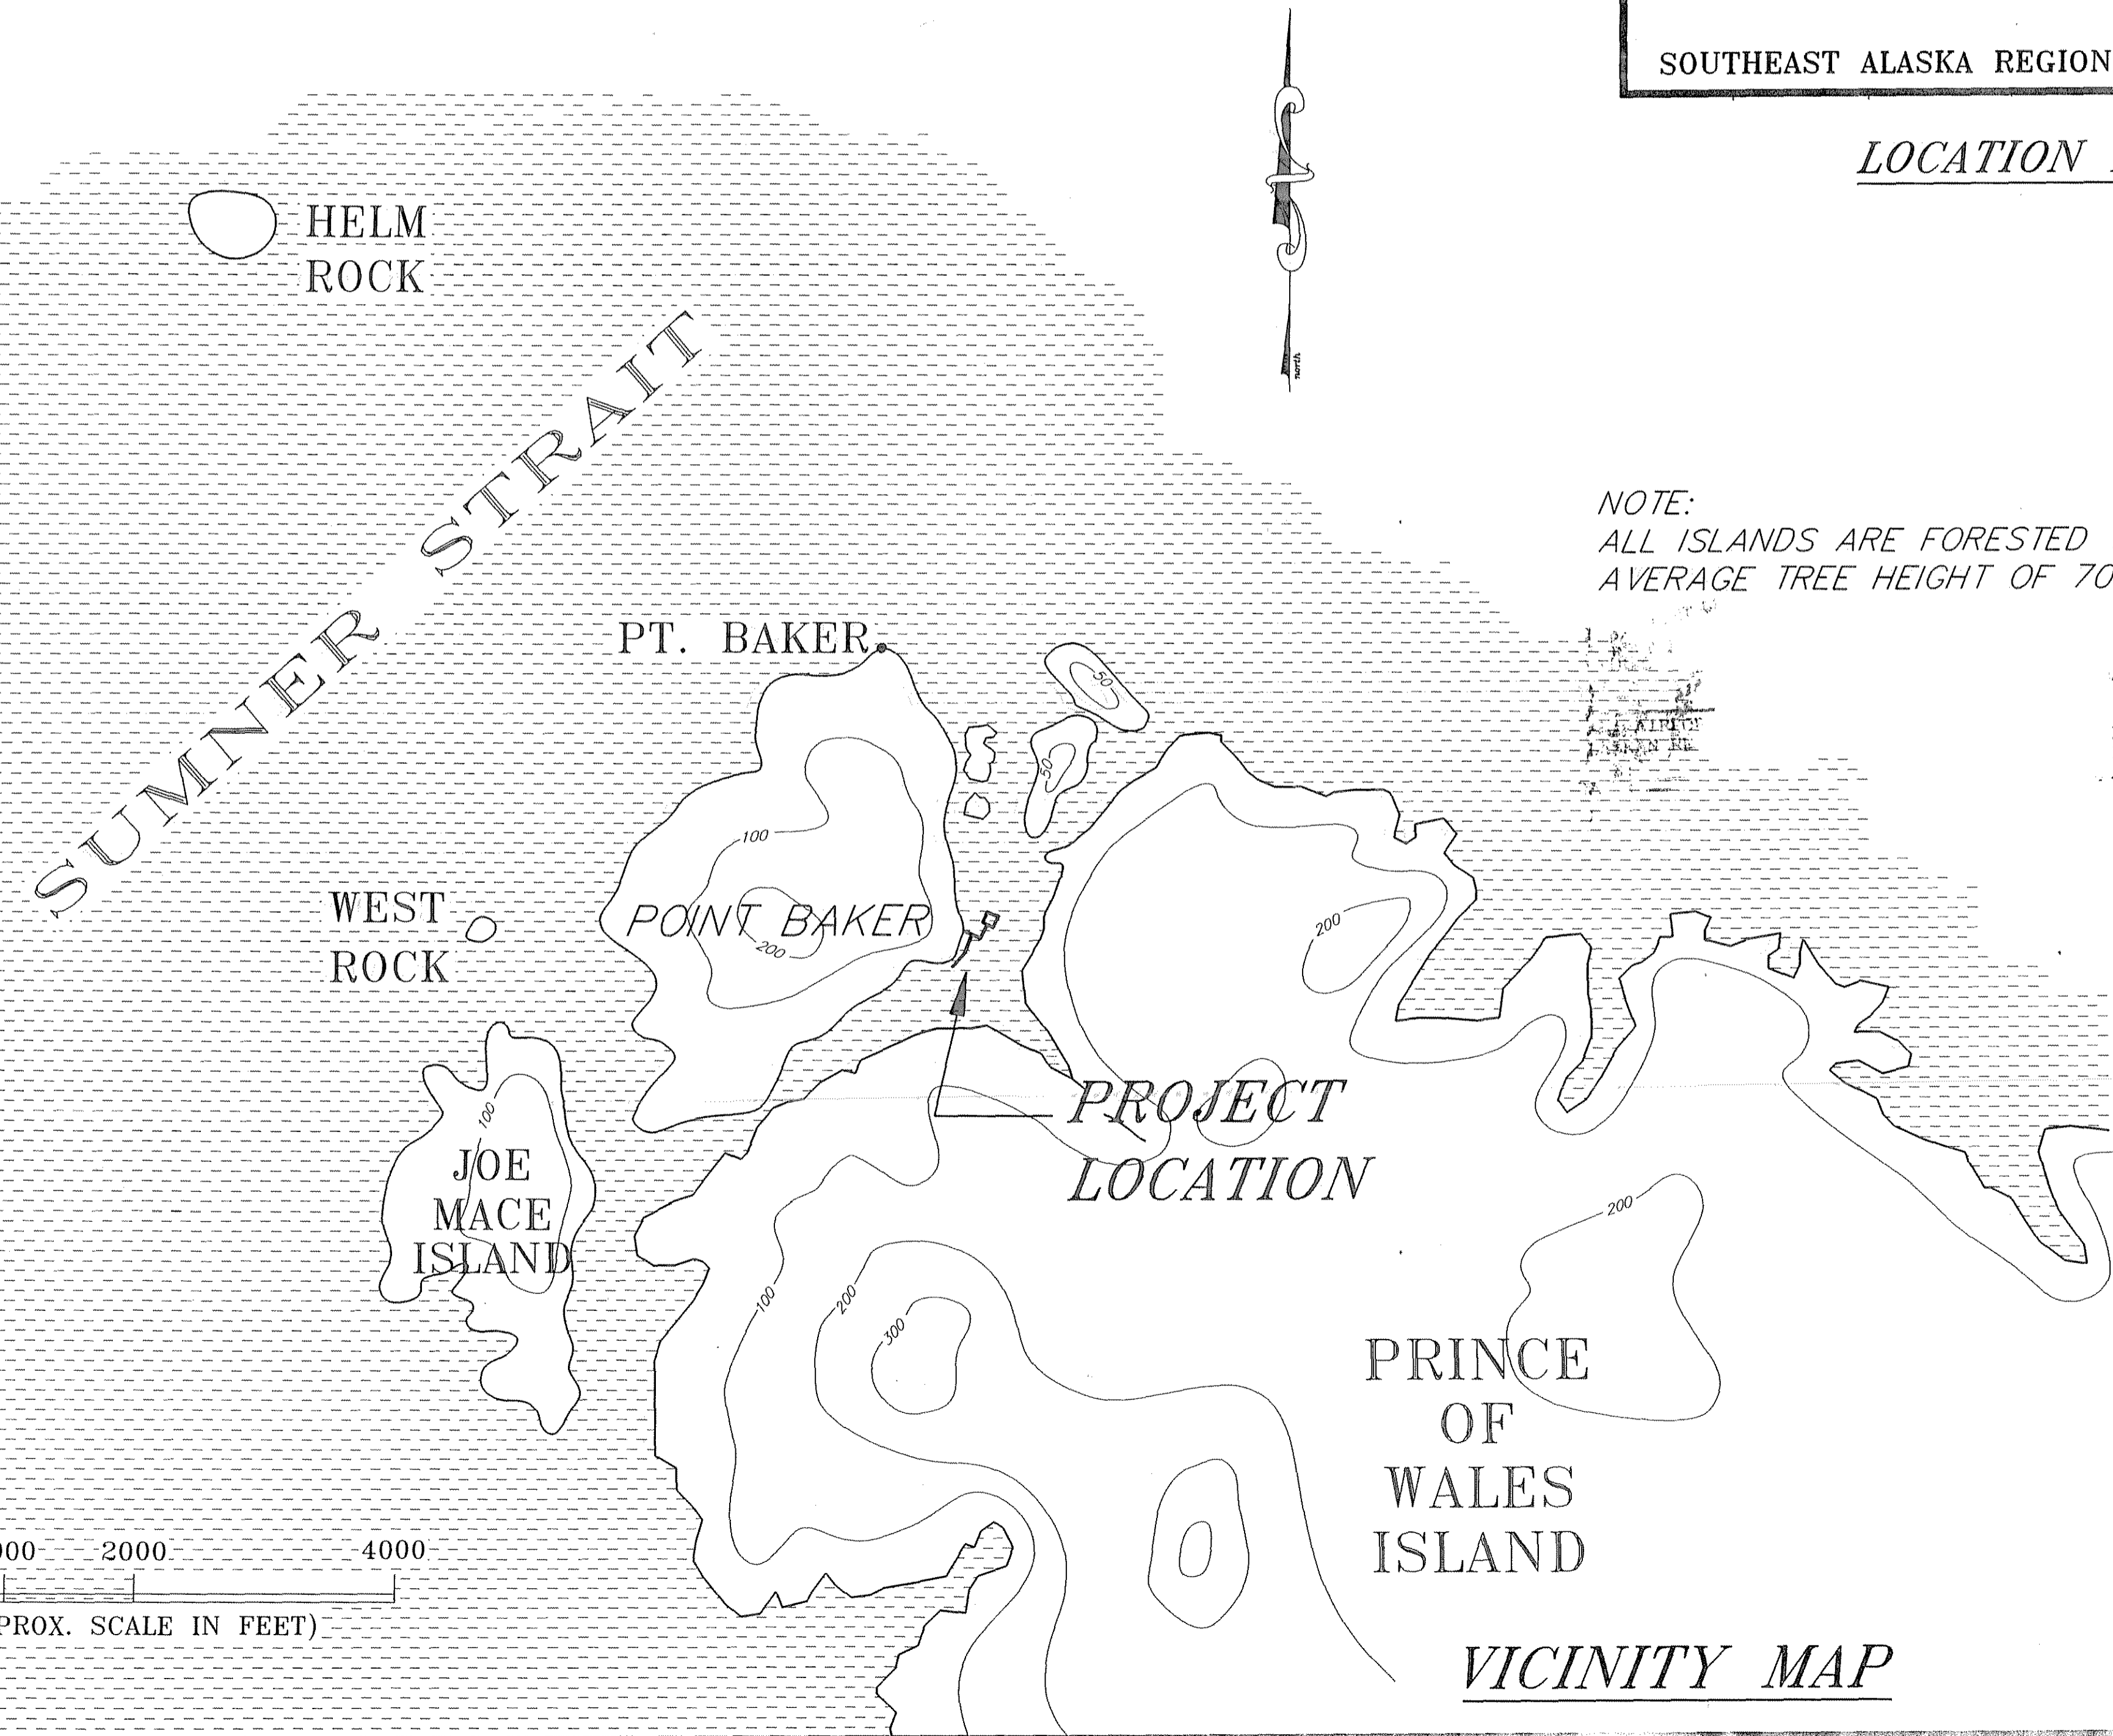 SOUTHEAST ALASKA REGION
LOCATION
HELM
ROCK
north
SUMNER STRAIT
NOTE:
ALL ISLANDS ARE FORESTED
AVERAGE TREE HEIGHT OF 70
PT. BAKER
50
50
100
WEST
ROCK
POINT BAKER
200
200
100
PROJECT
LOCATION
JOE
MACE
ISLAND
200
100
200
300
PRINCE
OF
WALES
ISLAND
2000
4000
SCALE IN FEET)
VICINITY MAP